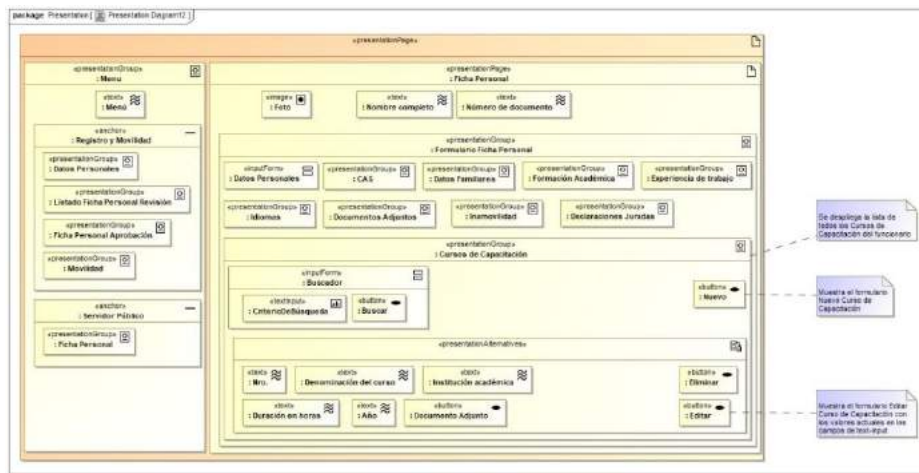 package Presentation [ Presentation Diagram12 ]
«presentationPage»
«presentationGroup»
: Menu
«text»
: Menú
«anchor»
: Registro y Movilidad
«presentationGroup»
: Datos Personales
«presentationGroup»
: Listado Ficha Personal Revisión
«presentationGroup»
: Ficha Personal Aprobación
«presentationGroup»
: Movilidad
«anchor»
: Servidor Público
«presentationGroup»
: Ficha Personal
«presentationPage»
: Ficha Personal
«image»
: Foto
«text»
: Nombre completo
«text»
: Número de documento
«presentationGroup»
: Formulario Ficha Personal
«inputForm»
: Datos Personales
«presentationGroup»
: CAS
«presentationGroup»
: Datos Familiares
«presentationGroup»
: Formación Académica
«presentationGroup»
: Experiencia de trabajo
«presentationGroup»
: Idiomas
«presentationGroup»
: Documentos Adjuntos
«presentationGroup»
: Inamovilidad
«presentationGroup»
: Declaraciones Juradas
«presentationGroup»
: Cursos de Capacitación
«inputForm»
: Buscador
«textInput»
: CriterioDeBúsqueda
«button»
: Buscar
«button»
: Nuevo
«presentationAlternatives»
«text»
: Nro.
«text»
: Denominación del curso
«text»
: Institución académica
«button»
: Eliminar
«text»
: Duración en horas
«text»
: Año
«button»
: Documento Adjunto
«button»
: Editar
Se despliega la lista de
todos los Cursos de
Capacitación del funcionario
Muestra el formulario
Nuevo Curso de
Capacitación
Muestra el formulario Editar
Curso de Capacitación con
los valores actuales en los
campos de text-input